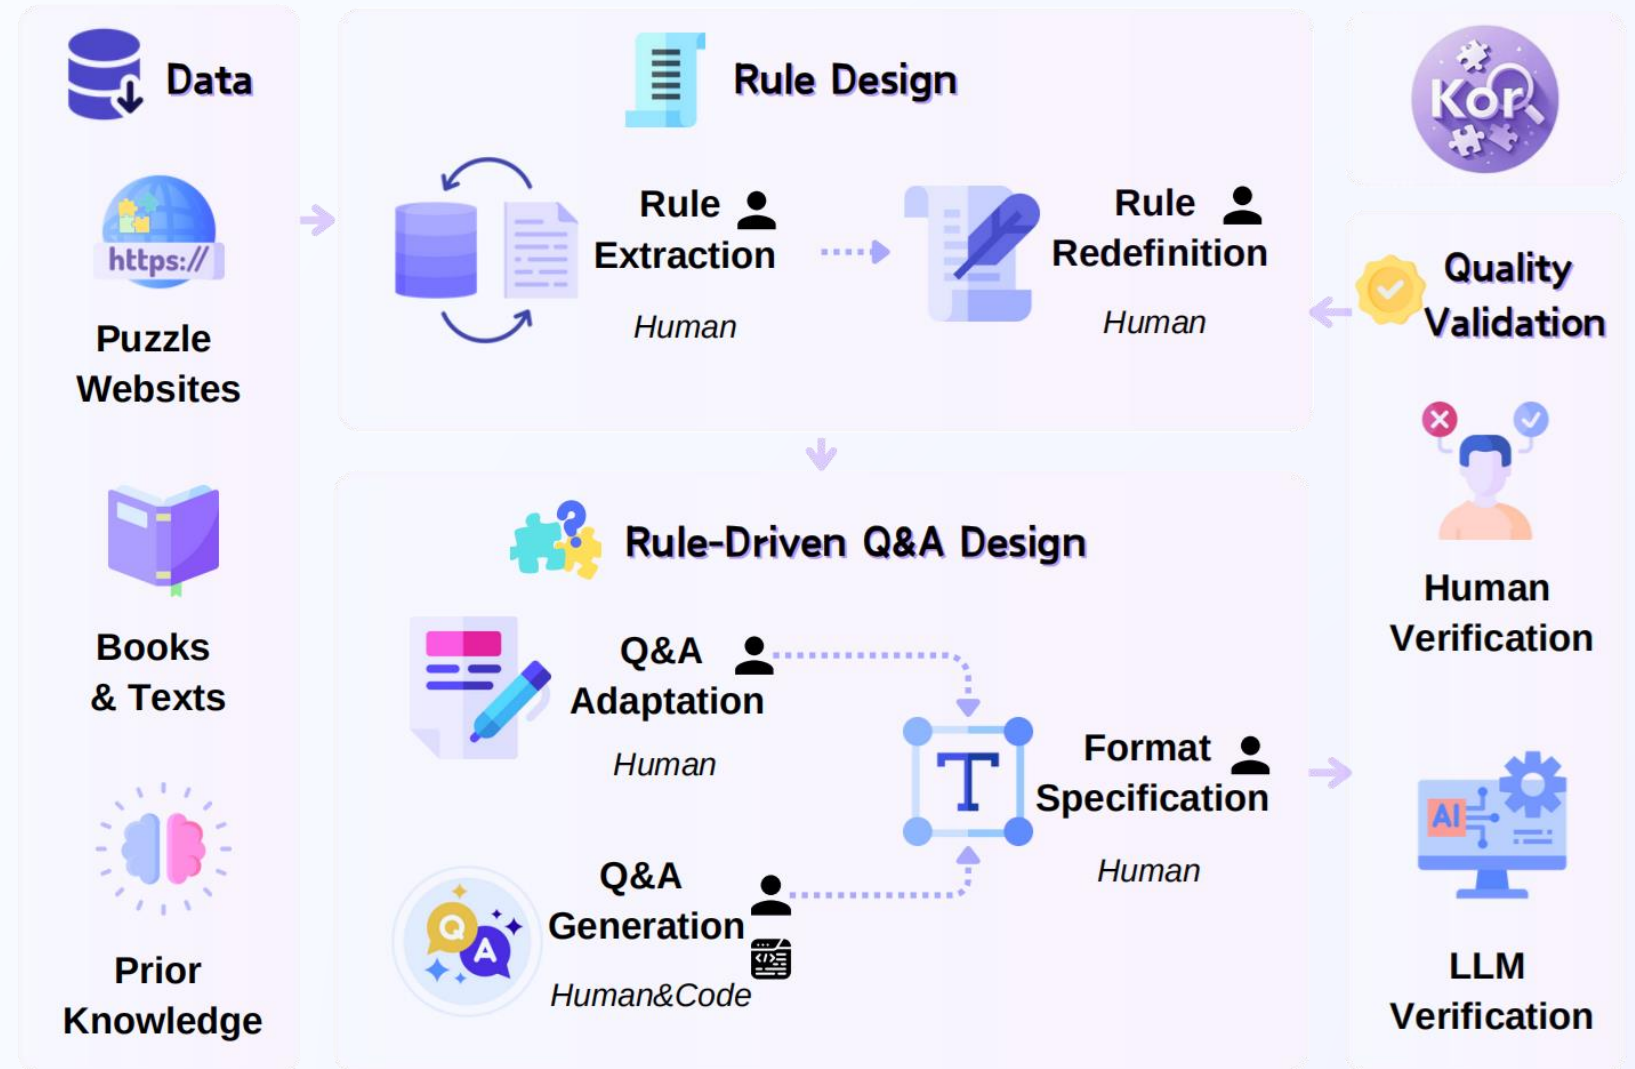 Data
https://
Puzzle
Websites
Books
& Texts
Prior
Knowledge
Rule Design
Rule
Extraction
Human
Rule
Redefinition
Human
Rule-Driven Q&A Design
Q&A
Adaptation
Human
Q
A
Q&A
Generation
</>
Human&Code
T
Format
Specification
Human
Kor
Quality
Validation
Human
Verification
AI
LLM
Verification